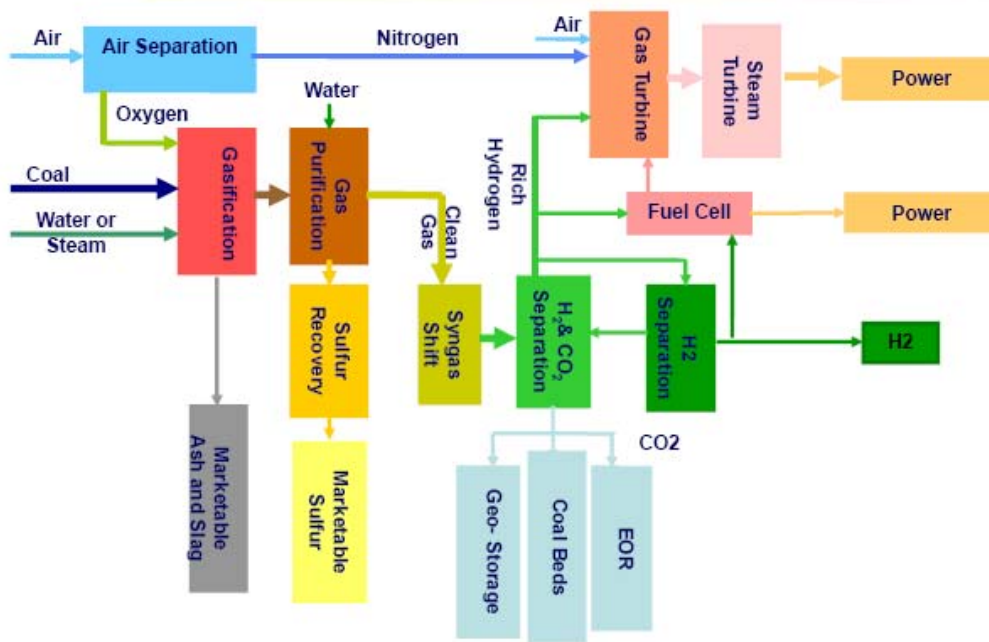 Air
Air Separation
Nitrogen
Air
Gas Turbine
Steam
Turbine
Power
Oxygen
Water
Coal
Water or
Steam
Gasification
Gas
Purification
Clean
Gas
Rich
Hydrogen
Fuel Cell
Power
Sulfur
Recovery
Syngas
Shift
H₂& CO₂
Separation
H2
Separation
H2
CO2
Marketable
Ash and Slag
Marketable
Sulfur
Geo- Storage
Coal Beds
EOR